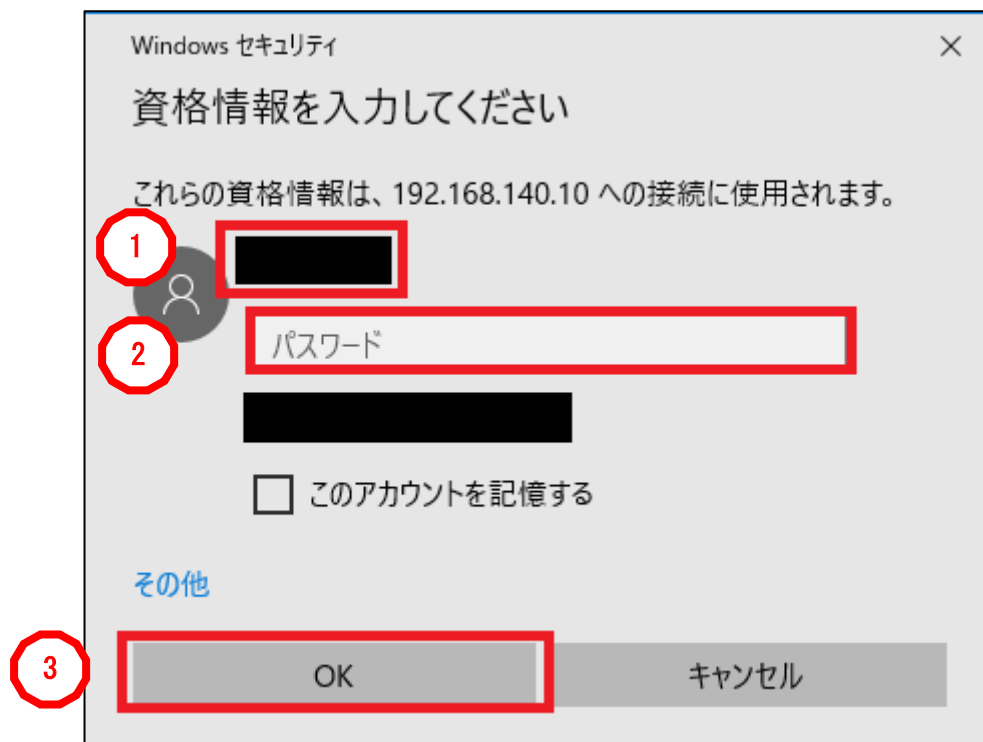 Windows セキュリティ
資格情報を入力してください
これらの資格情報は、192.168.140.10 への接続に使用されます。
1
2
パスワード
このアカウントを記憶する
その他
3
OK
キャンセル